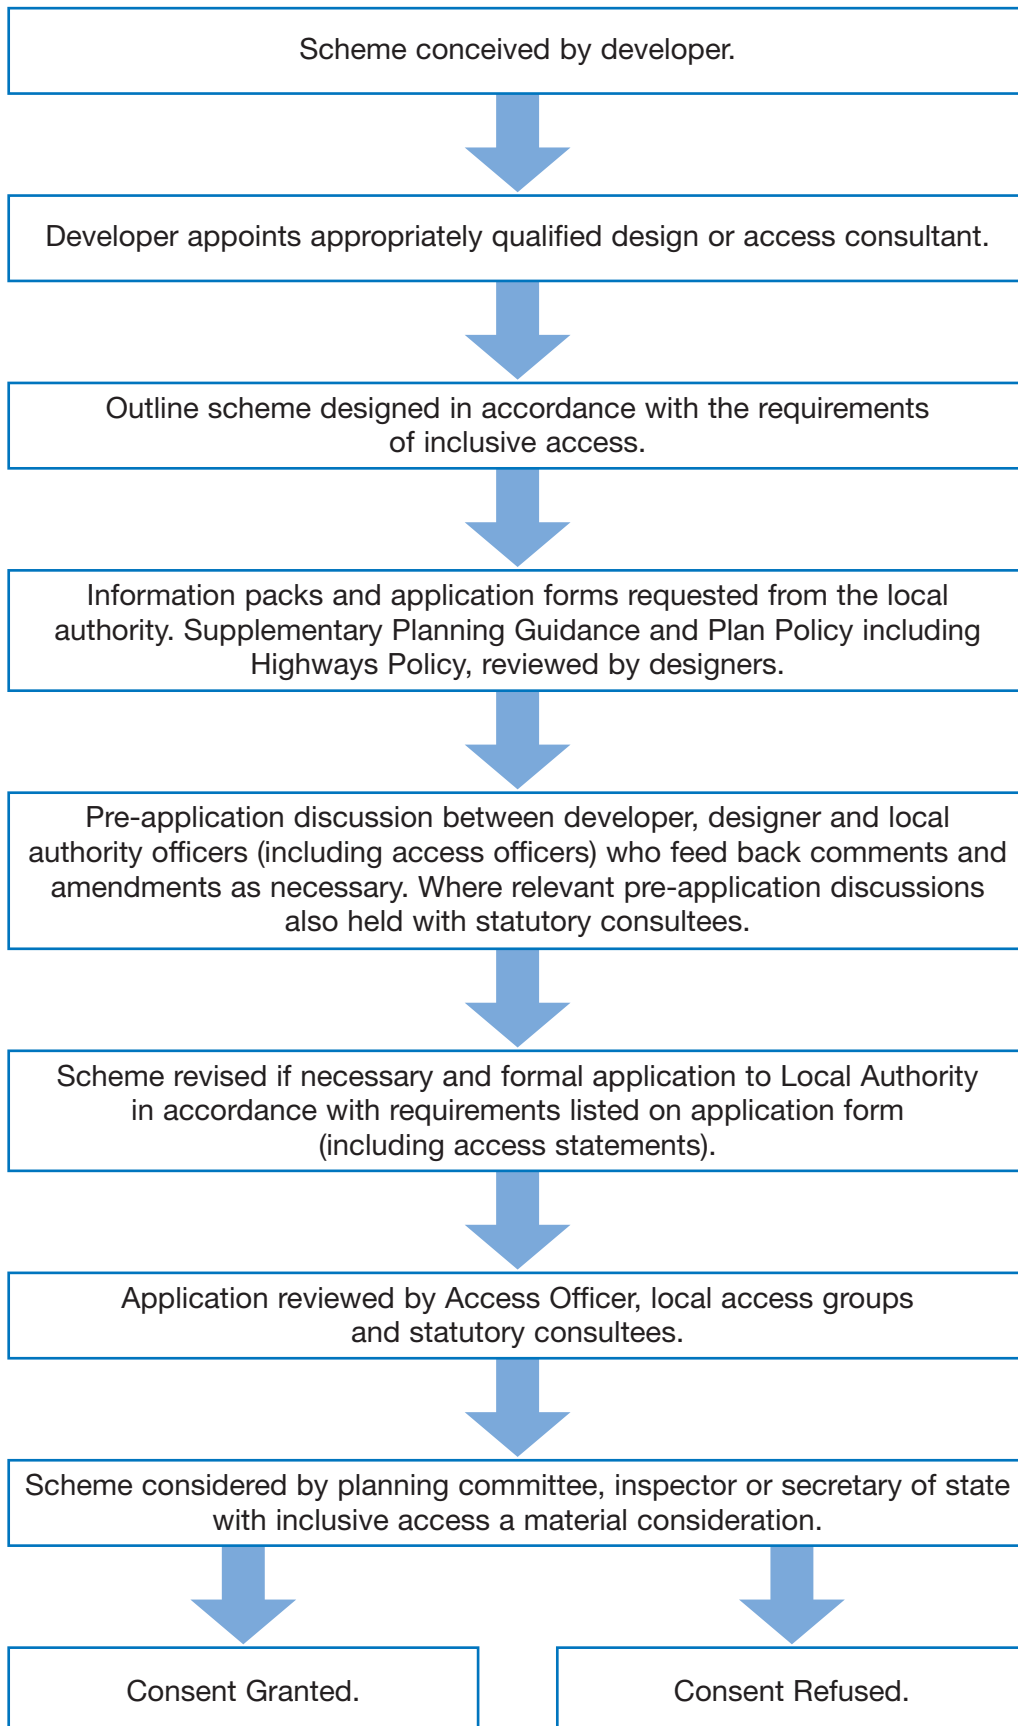 Scheme conceived by developer.
Developer appoints appropriately qualified design or access consultant.
Outline scheme designed in accordance with the requirements
of inclusive access.
Information packs and application forms requested from the local
authority. Supplementary Planning Guidance and Plan Policy including
Highways Policy, reviewed by designers.
Pre-application discussion between developer, designer and local
authority officers (including access officers) who feed back comments and
amendments as necessary. Where relevant pre-application discussions
also held with statutory consultees.
Scheme revised if necessary and formal application to Local Authority
in accordance with requirements listed on application form
(including access statements).
Application reviewed by Access Officer, local access groups
and statutory consultees.
Scheme considered by planning committee, inspector or secretary of state
with inclusive access a material consideration.
Consent Granted.
Consent Refused.